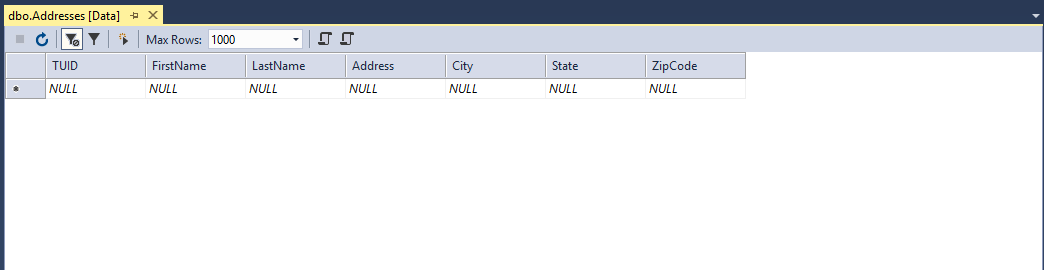 dbo.Addresses [Data]
Max Rows: 1000
TUID FirstName LastName Address City State ZipCode
NULL NULL NULL NULL NULL NULL NULL